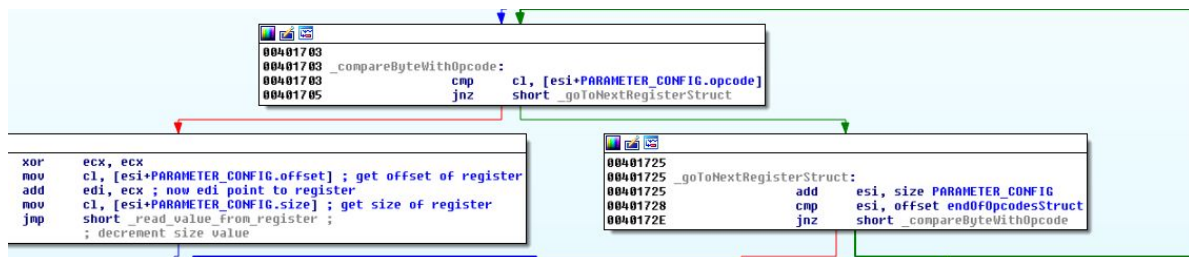 00401703
00401703 _compareByteWithOpcode:
00401703 cmp cl, [esi+PARAMETER_CONFIG.opcode]
00401705 jnz short _goToNextRegisterStruct
xor ecx, ecx
mov cl, [esi+PARAMETER_CONFIG.offset] ; get offset of register
add edi, ecx ; now edi point to register
mov cl, [esi+PARAMETER_CONFIG.size] ; get size of register
jmp short _read_value_from_register ;
; decrement size value
00401725
00401725 _goToNextRegisterStruct:
00401725 add esi, size PARAMETER_CONFIG
00401728 cmp esi, offset endOfOpcodesStruct
0040172E jnz short _compareByteWithOpcode